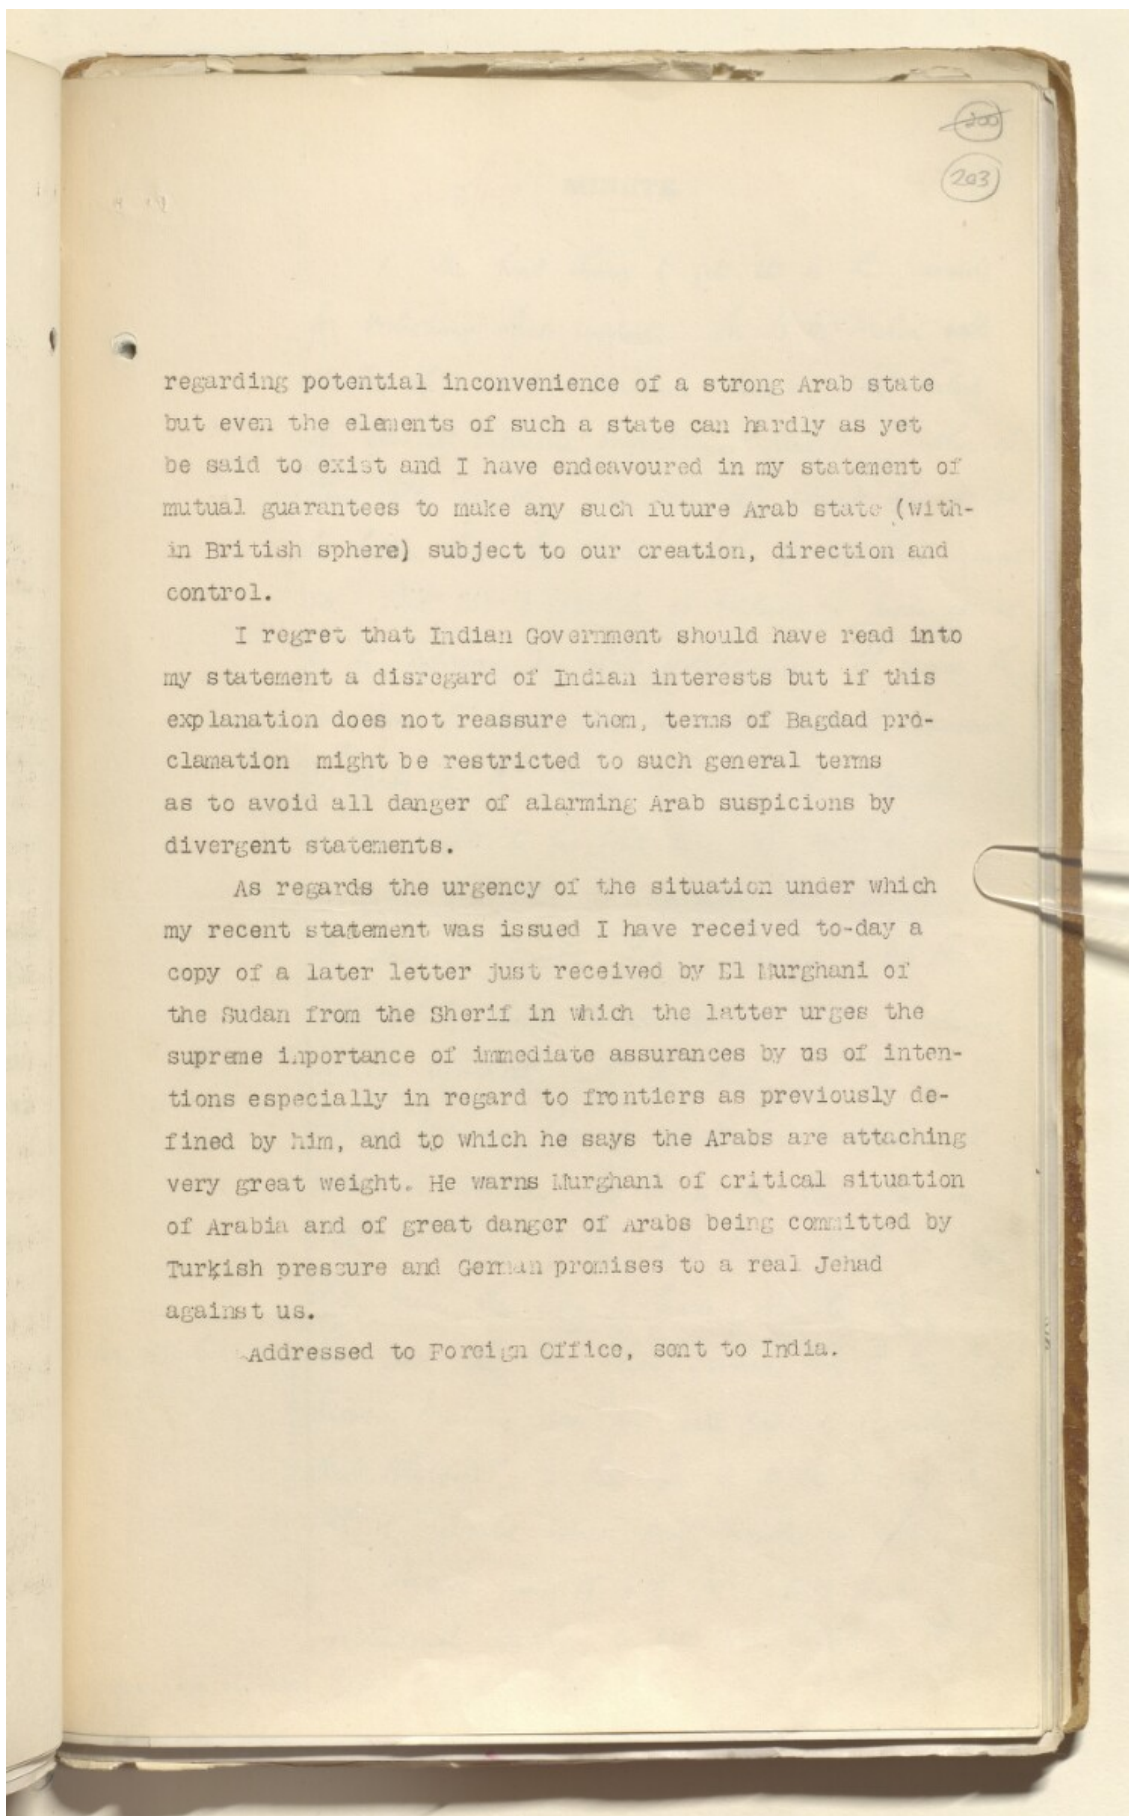 200
203
regarding potential inconvenience of a strong Arab state
but even the elements of such a state can hardly as yet
be said to exist and I have endeavoured in my statement of
mutual guarantees to make any such future Arab state (with-
in British sphere) subject to our creation, direction and
control.
I regret that Indian Government should have read into
my statement a disregard of Indian interests but if this
explanation does not reassure them, terms of Bagdad pro-
clamation might be restricted to such general terms
as to avoid all danger of alarming Arab suspicions by
divergent statements.
As regards the urgency of the situation under which
my recent statement was issued I have received to-day a
copy of a later letter just received by El Murghani of
the Sudan from the Sherif in which the latter urges the
supreme importance of immediate assurances by us of inten-
tions especially in regard to frontiers as previously de-
fined by him, and to which he says the Arabs are attaching
very great weight. He warns Murghani of critical situation
of Arabia and of great danger of Arabs being committed by
Turkish pressure and German promises to a real Jehad
against us.
Addressed to Foreign Office, sent to India.